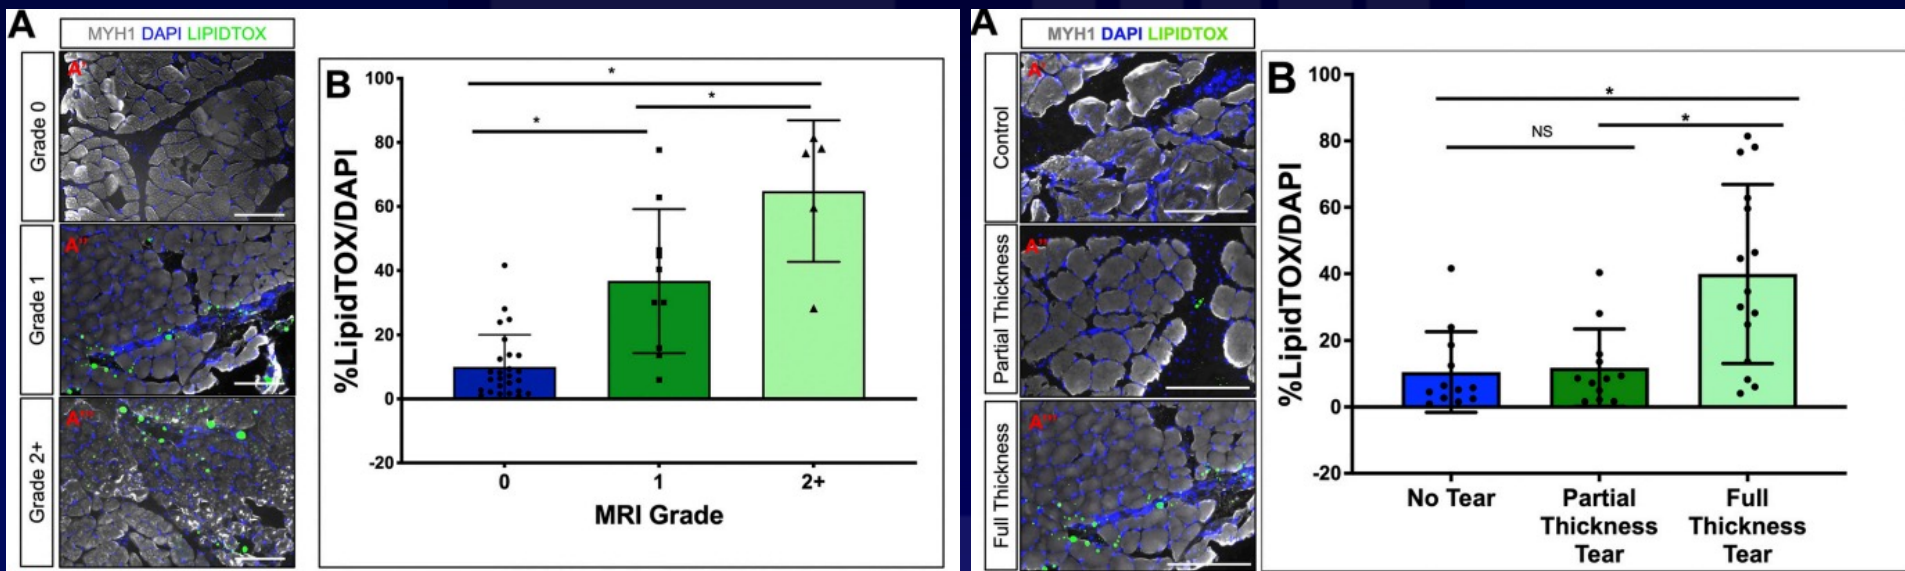 A
MYH1 DAPI LIPIDTOX
A'
Grade 0
A''
Grade 1
A'''
Grade 2+
B
%LipidTOX/DAPI
100
80
60
40
20
0
-20
*
*
*
0 1 2+
MRI Grade
A
MYH1 DAPI LIPIDTOX
A'
Control
A''
Partial Thickness
A'''
Full Thickness
B
%LipidTOX/DAPI
100
80
60
40
20
0
-20
*
*
NS
No Tear
Partial
Thickness
Tear
Full
Thickness
Tear